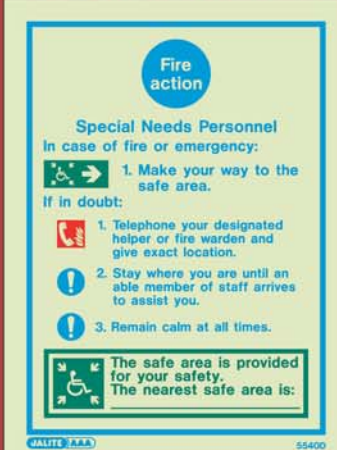 Fire
action
Special Needs Personnel
In case of fire or emergency:
1. Make your way to the
safe area.
If in doubt:
1. Telephone your designated
helper or fire warden and
give exact location.
2. Stay where you are until an
able member of staff arrives
to assist you.
3. Remain calm at all times.
The safe area is provided
for your safety.
The nearest safe area is:
JALITE AAA
5540D